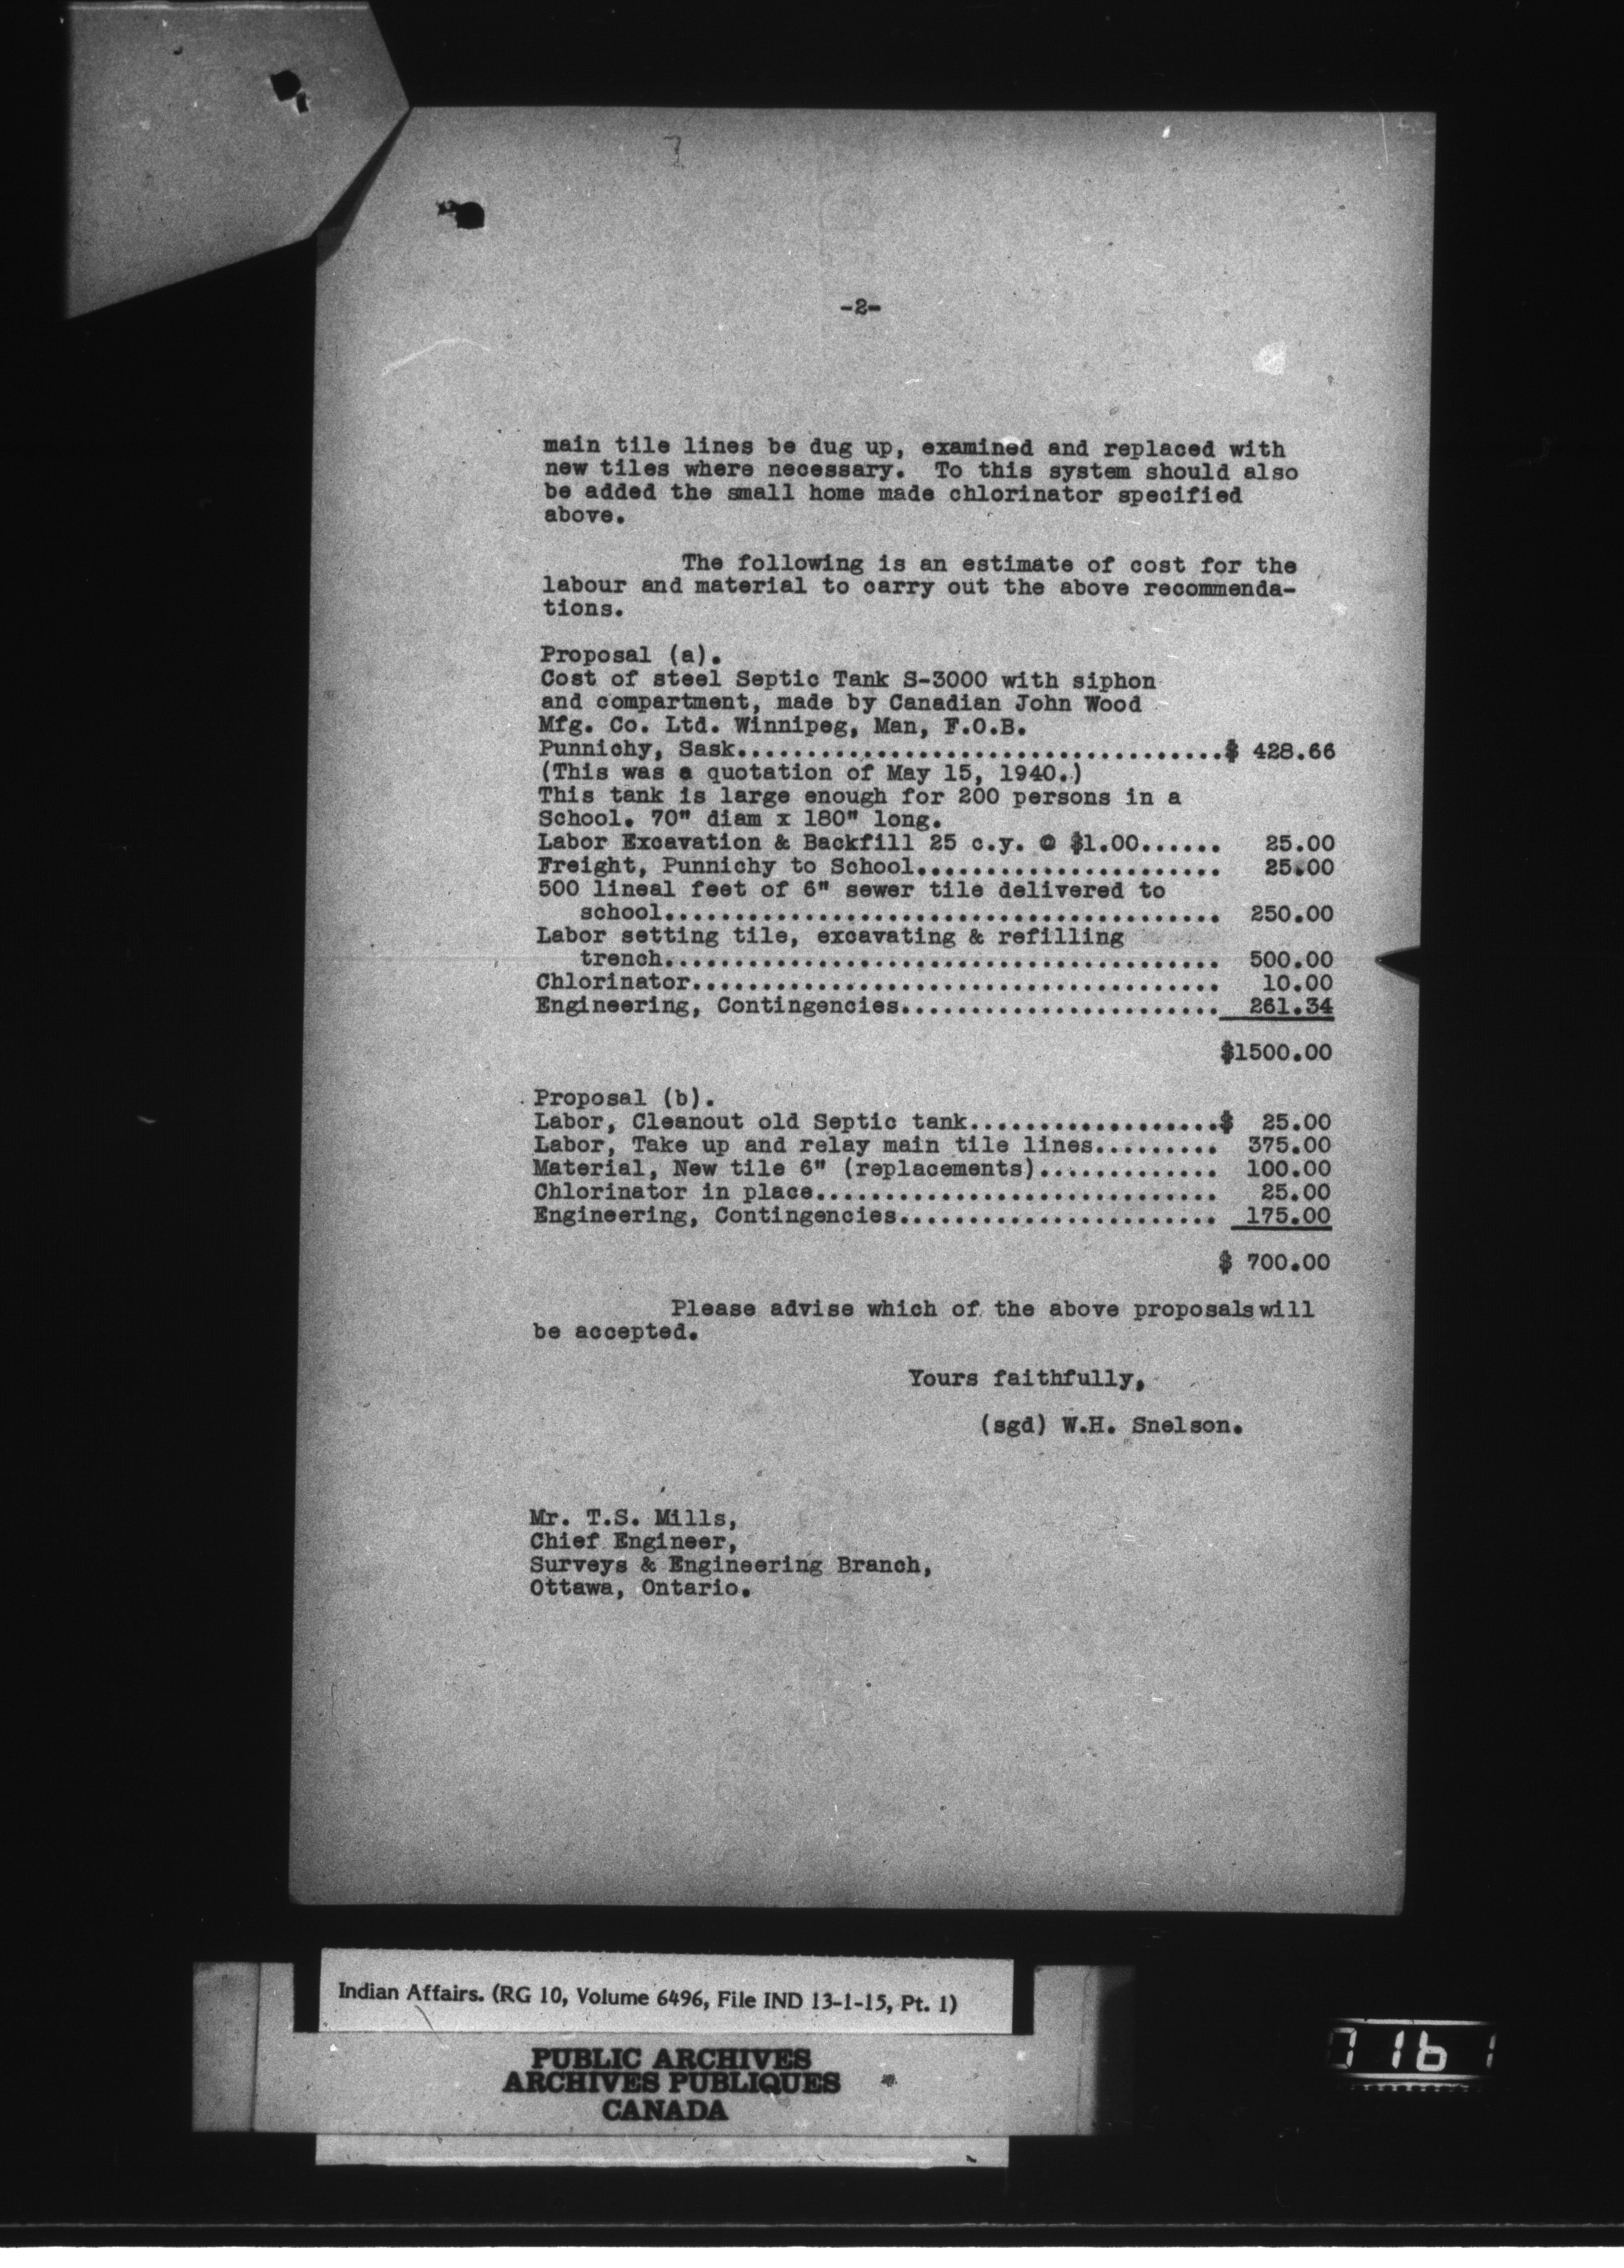 -2-
main tile lines be dug up, examined and replaced with
new tiles where necessary. To this system should also
be added the small home made chlorinator specified
above.
The following is an estimate of cost for the
labour and material to carry out the above recommenda-
tions.
Proposal (a).
Cost of steel Septic Tank S-3000 with siphon
and compartment, made by Canadian John Wood
Mfg. Co. Ltd. Winnipeg, Man, F.O.B.
Punnichy, Sask...................................$ 428.66
(This was a quotation of May 15, 1940.)
This tank is large enough for 200 persons in a
School. 70" diam x 180" long.
Labor Excavation & Backfill 25 c.y. @ $1.00...... 25.00
Freight, Punnichy to School...................... 25.00
500 lineal feet of 6" sewer tile delivered to
school........................................ 250.00
Labor setting tile, excavating & refilling
trench........................................ 500.00
Chlorinator...................................... 10.00
Engineering, Contingencies....................... 261.34
$1500.00
Proposal (b).
Labor, Cleanout old Septic tank..................$ 25.00
Labor, Take up and relay main tile lines......... 375.00
Material, New tile 6" (replacements)............. 100.00
Chlorinator in place............................. 25.00
Engineering, Contingencies....................... 175.00
$ 700.00
Please advise which of the above proposals will
be accepted.
Yours faithfully,
(sgd) W.H. Snelson.
Mr. T.S. Mills,
Chief Engineer,
Surveys & Engineering Branch,
Ottawa, Ontario.
Indian Affairs. (RG 10, Volume 6496, File IND 13-1-15, Pt. 1)
PUBLIC ARCHIVES
ARCHIVES PUBLIQUES
CANADA